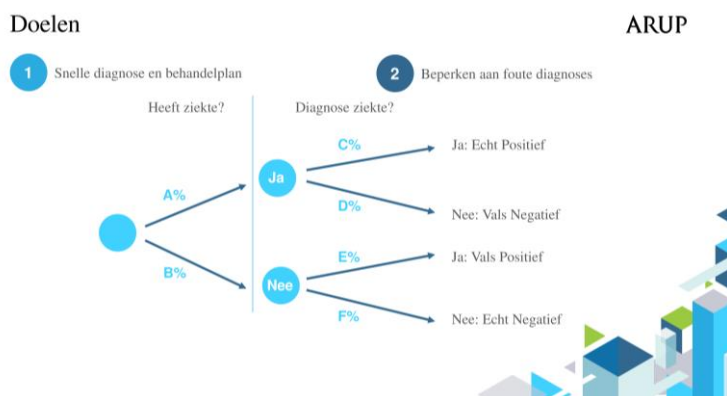 Doelen
ARUP
1 Snelle diagnose en behandelplan
2 Beperken aan foute diagnoses
Heeft ziekte?
Diagnose ziekte?
C%
Ja: Echt Positief
Ja
A%
D%
Nee: Vals Negatief
E%
Ja: Vals Positief
B%
Nee
F%
Nee: Echt Negatief